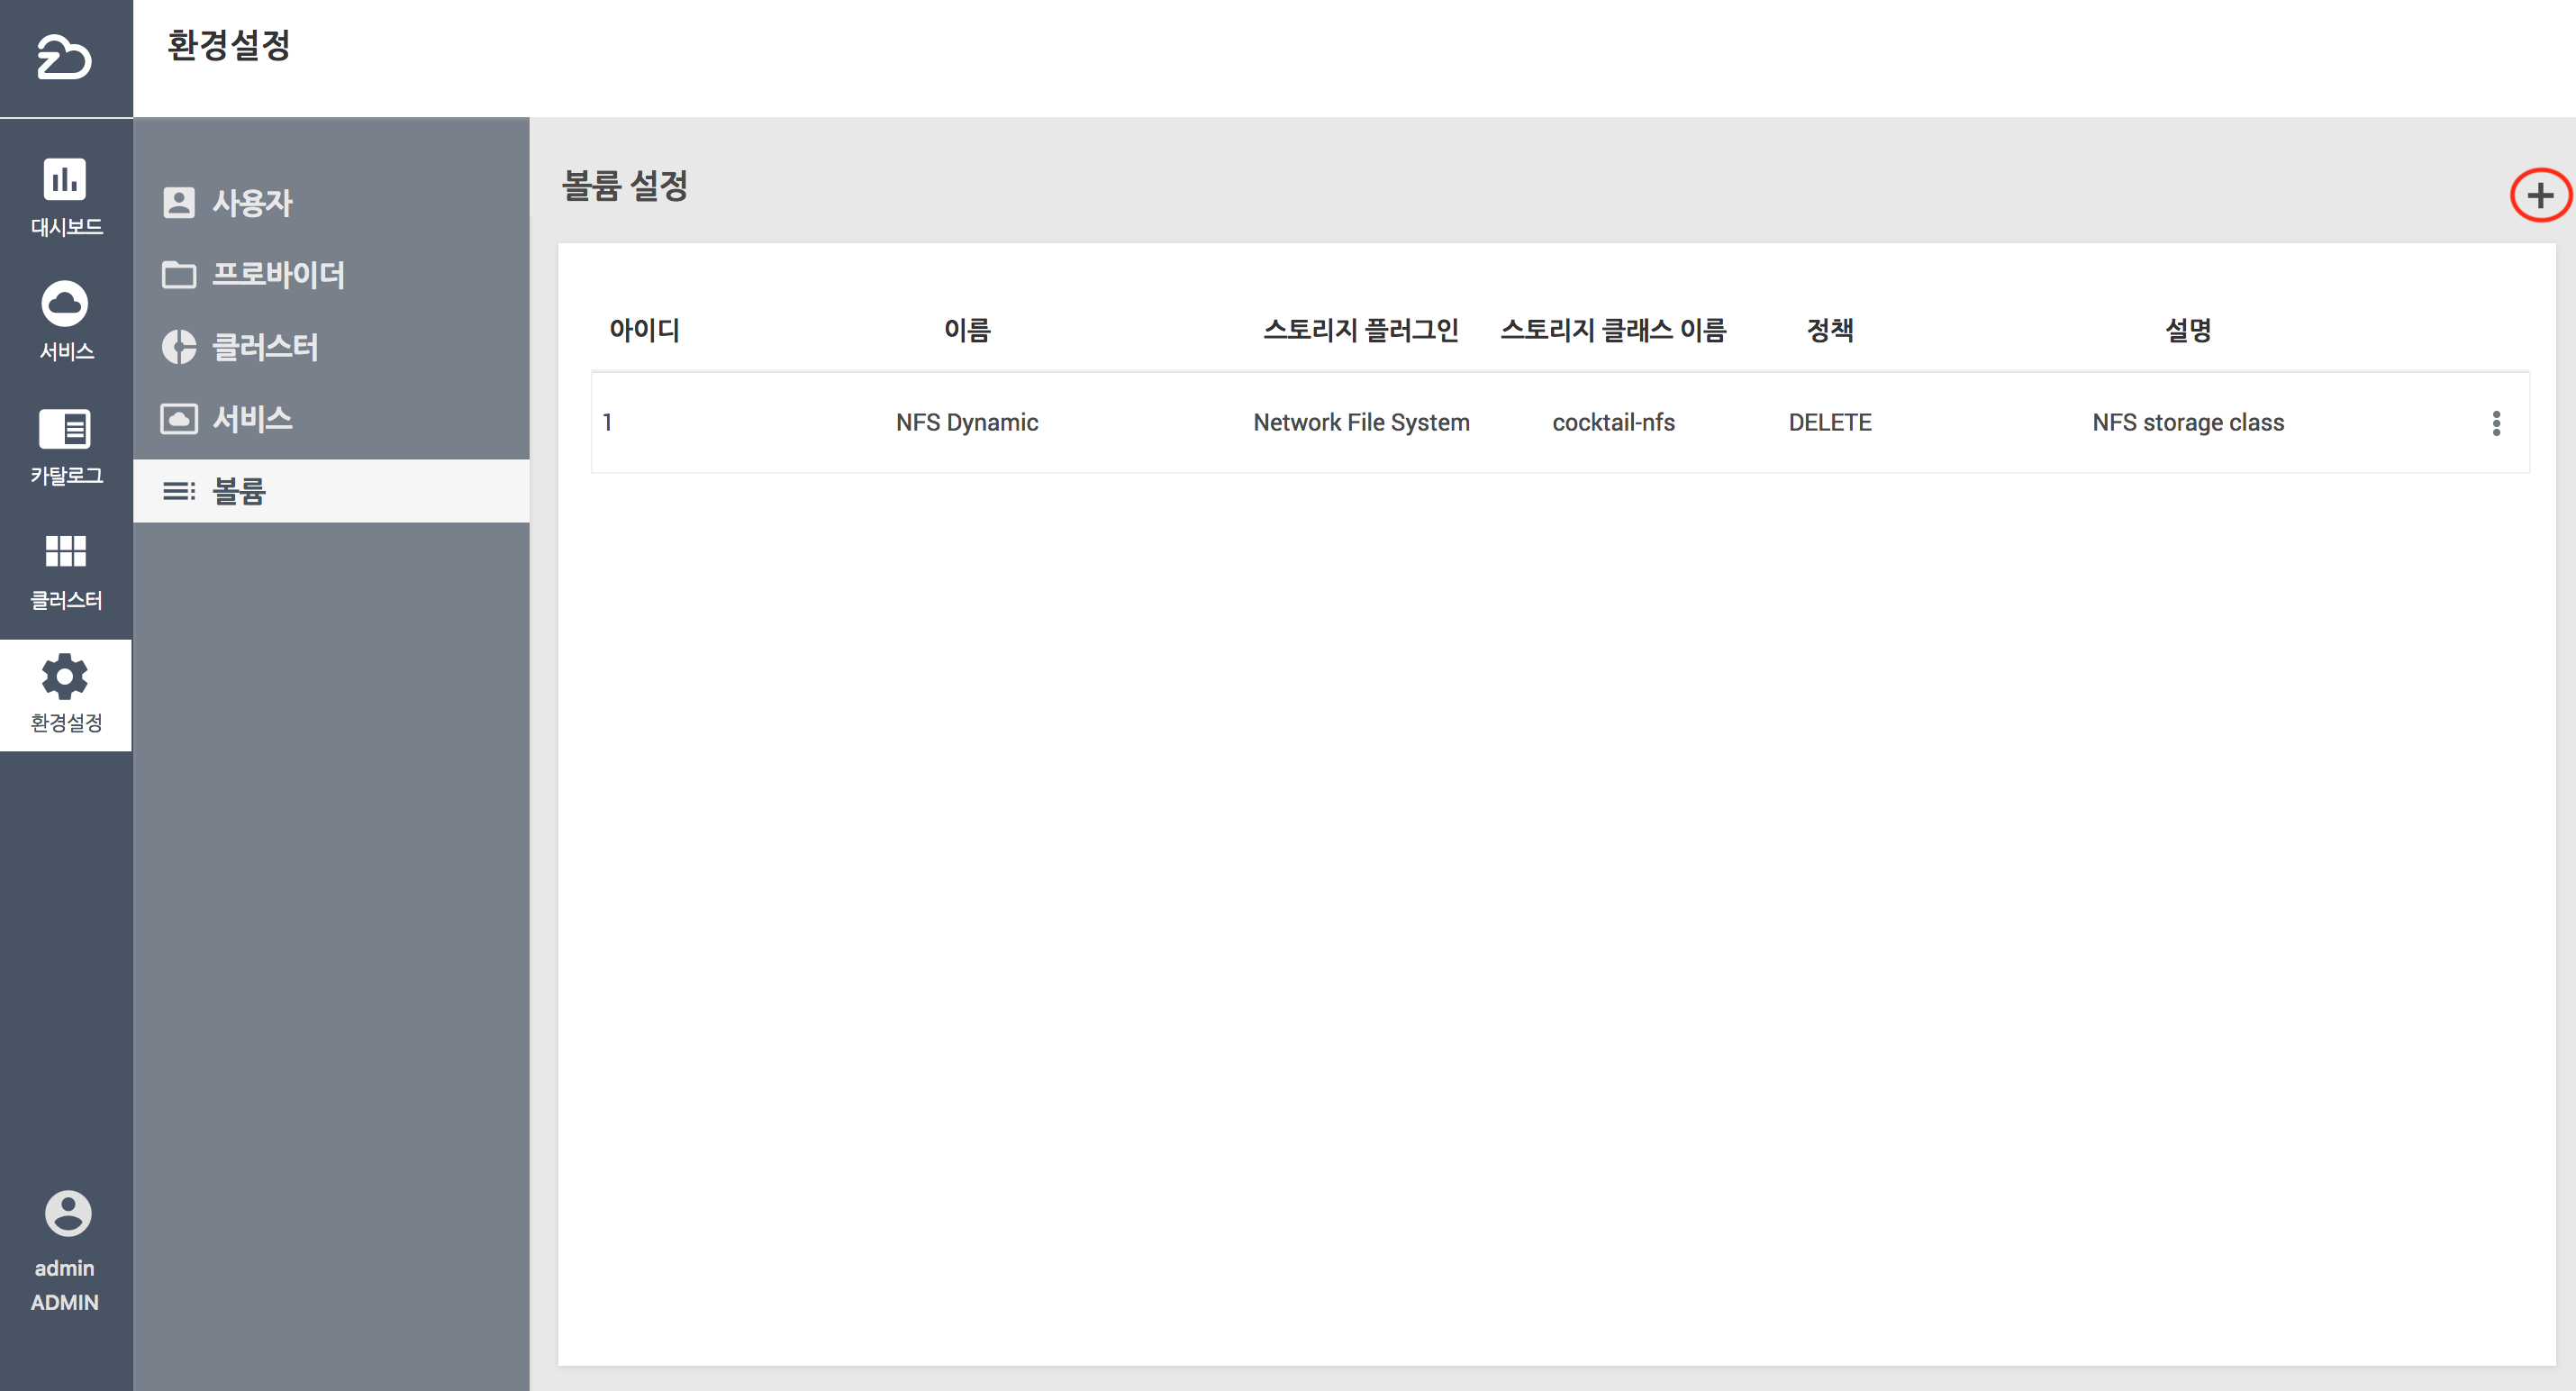 환경설정
대시보드
서비스
카탈로그
클러스터
환경설정
admin
ADMIN
사용자
프로바이더
클러스터
서비스
볼륨
볼륨 설정
아이디 이름 스토리지 플러그인 스토리지 클래스 이름 정책 설명
1 NFS Dynamic Network File System cocktail-nfs DELETE NFS storage class